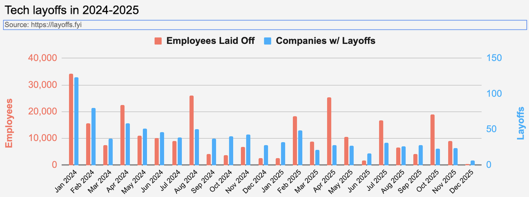 Tech layoffs in 2024-2025
Source: https://layoffs.fyi
Employees Laid Off
Companies w/ Layoffs
40,000
30,000
20,000
10,000
0
Employees
150
100
50
0
Layoffs
Jan 2024
Feb 2024
Mar 2024
Apr 2024
May 2024
Jun 2024
Jul 2024
Aug 2024
Sep 2024
Oct 2024
Nov 2024
Dec 2024
Jan 2025
Feb 2025
Mar 2025
Apr 2025
May 2025
Jun 2025
Jul 2025
Aug 2025
Sep 2025
Oct 2025
Nov 2025
Dec 2025